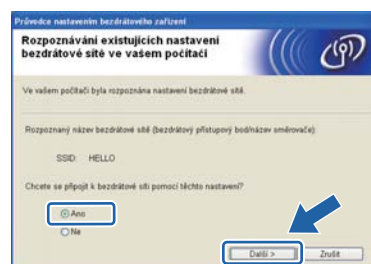 Průvodce nastavením bezdrátového zařízení
Rozpoznávání existujících nastavení
bezdrátové sítě ve vašem počítači
Ve vašem počítači byla rozpoznána nastavení bezdrátové sítě.
Rozpoznaný název bezdrátové sítě (bezdrátový přístupový bod/název směrovače):
SSID: HELLO
Chcete se připojit k bezdrátové síti pomocí těchto nastavení?
Ano
Ne
Další > Zrušit